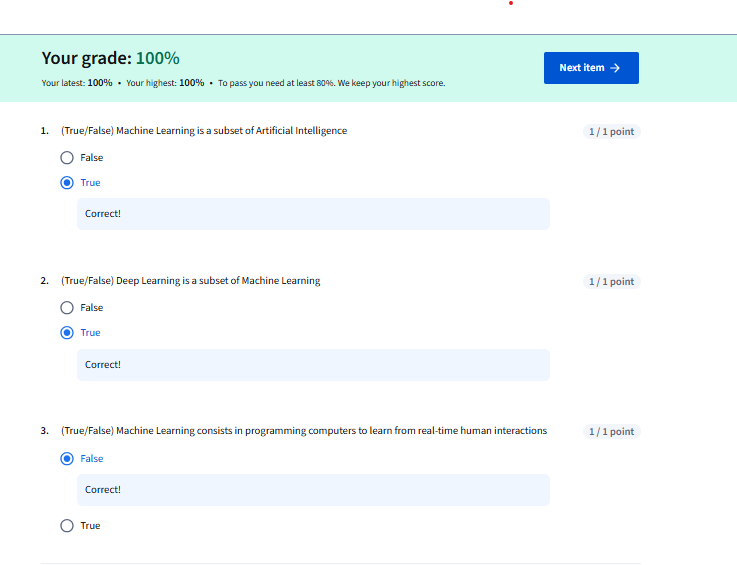 Your grade: 100%
Your latest: 100% • Your highest: 100% • To pass you need at least 80%. We keep your highest score.
Next item →
1. (True/False) Machine Learning is a subset of Artificial Intelligence
1 / 1 point
False
True
Correct!
2. (True/False) Deep Learning is a subset of Machine Learning
1 / 1 point
False
True
Correct!
3. (True/False) Machine Learning consists in programming computers to learn from real-time human interactions
1 / 1 point
False
Correct!
True